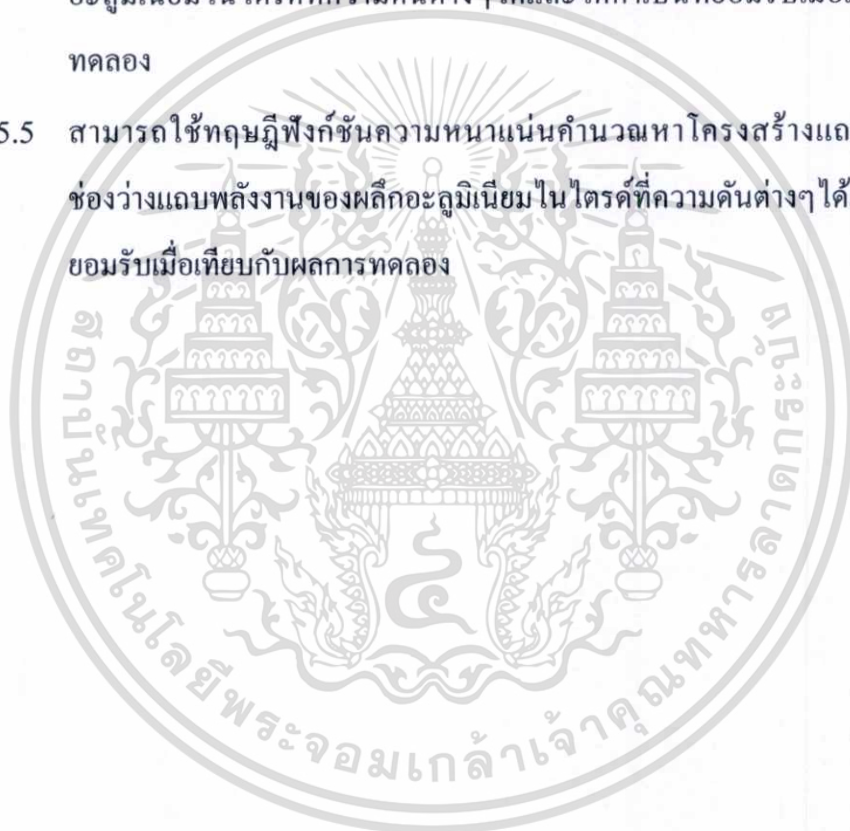 ทดลอง
5.5 สามารถใช้ทฤษฎีฟังก์ชันความหนาแน่นคำนวณหาโครงสร้างแถ
ช่องว่างแถบพลังงานของผลึกอะลูมิเนียมไนไตรด์ที่ความดันต่างๆ ได้
ยอมรับเมื่อเทียบกับผลการทดลอง
สถาบันเทคโนโลยีพระจอมเกล้าเจ้าคุณทหารลาดกระบัง